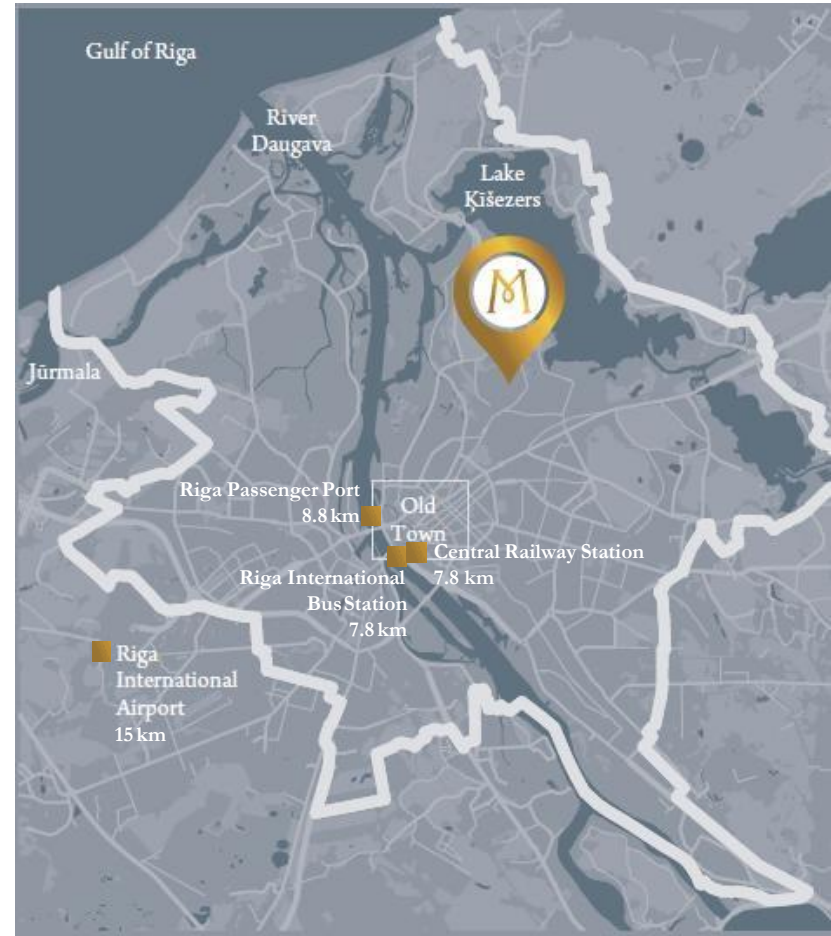 Gulf of Riga
River
Daugava
Lake
Ķīšezers
M
Jūrmala
Riga Passenger Port
8.8 km
Old
Town
Central Railway Station
7.8 km
Riga International
Bus Station
7.8 km
Riga
International
Airport
15 km